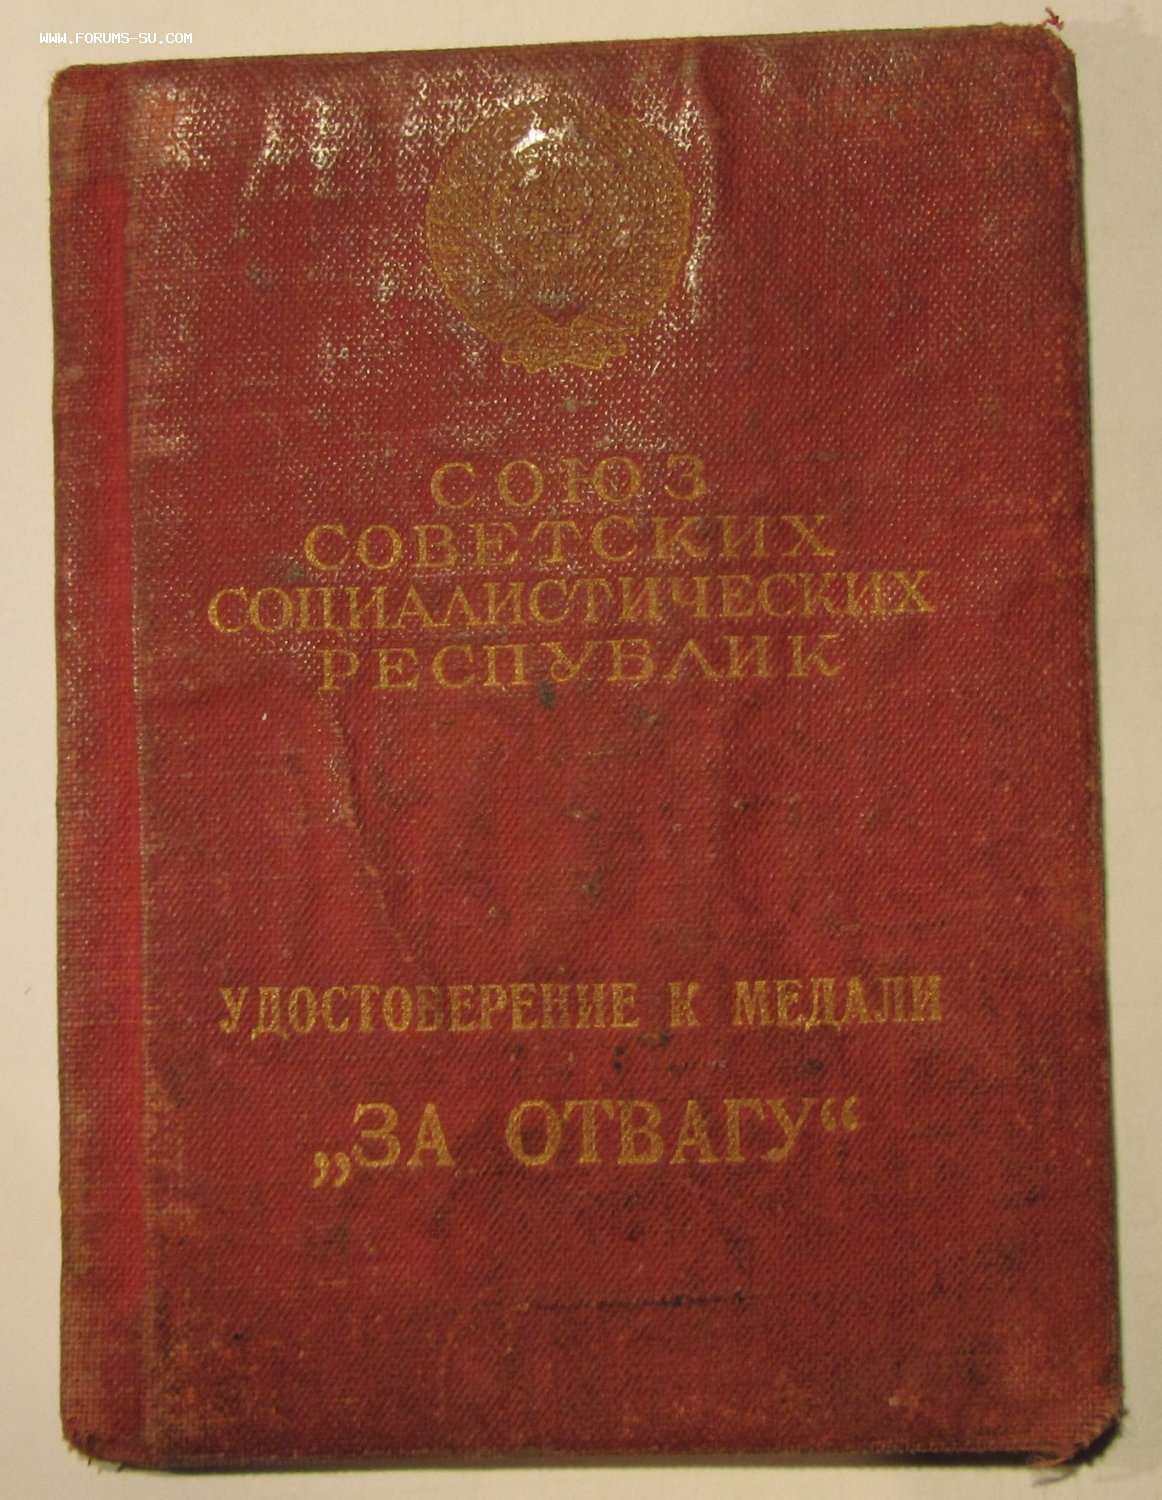 WWW.FORUMS-SU.COM
СОЮЗ
СОВЕТСКИХ
СОЦИАЛИСТИЧЕСКИХ
РЕСПУБЛИК
УДОСТОВЕРЕНИЕ К МЕДАЛИ
„ЗА ОТВАГУ“